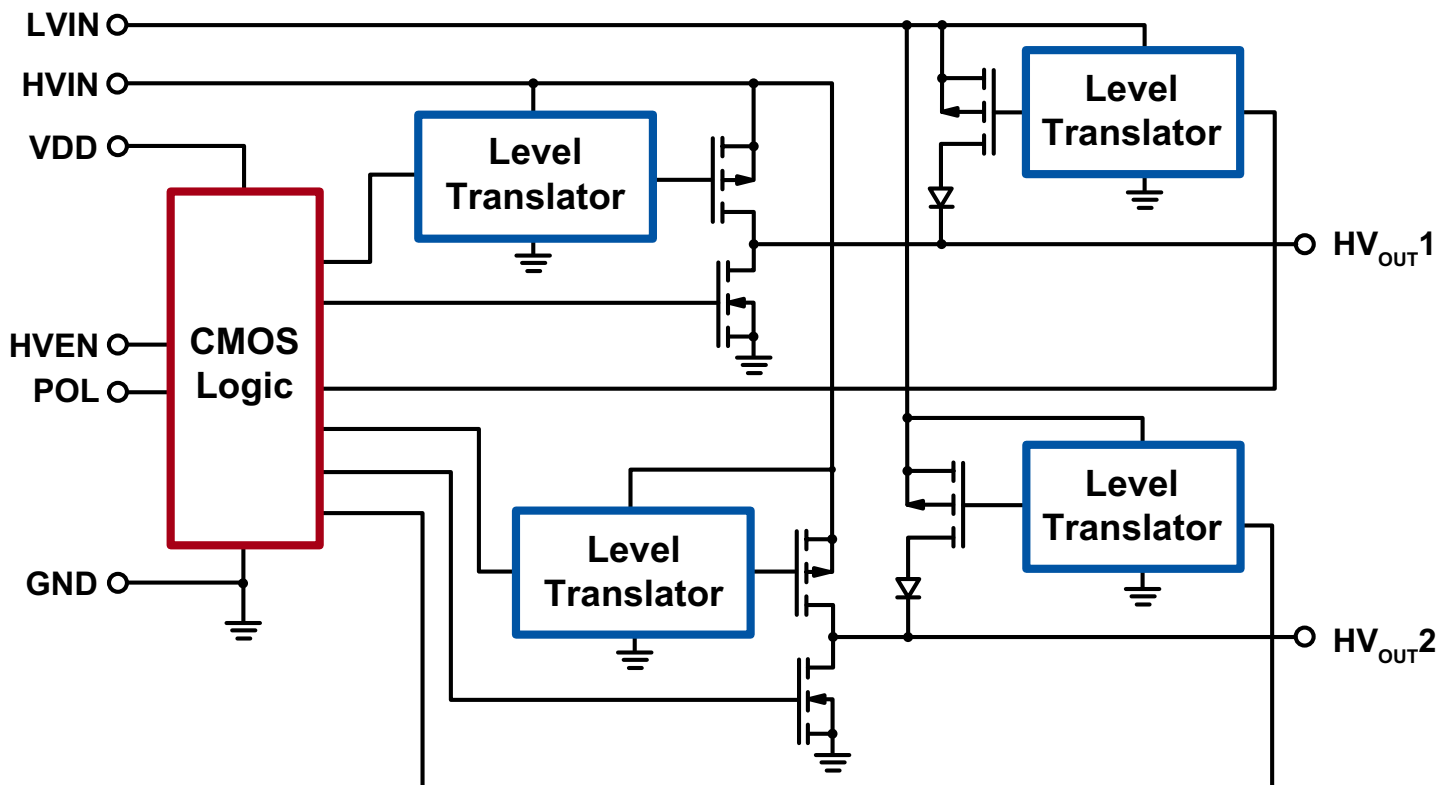 LVIN
HVIN
VDD
Level
Translator
Level
Translator
HVOUT1
HVEN
POL
CMOS
Logic
Level
Translator
Level
Translator
GND
HVOUT2